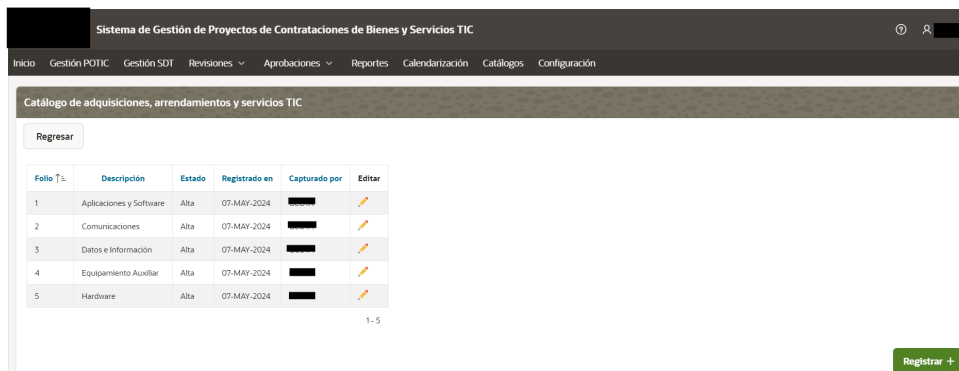 Sistema de Gestión de Proyectos de Contrataciones de Bienes y Servicios TIC
Inicio Gestión POTIC Gestión SDT Revisiones Aprobaciones Reportes Calendarización Catálogos Configuración
Catálogo de adquisiciones, arrendamientos y servicios TIC
Regresar
Folio Descripción Estado Registrado en Capturado por Editar
1 Aplicaciones y Software Alta 07-MAY-2024
2 Comunicaciones Alta 07-MAY-2024
3 Datos e Información Alta 07-MAY-2024
4 Equipamiento Auxiliar Alta 07-MAY-2024
5 Hardware Alta 07-MAY-2024
1 - 5
Registrar +